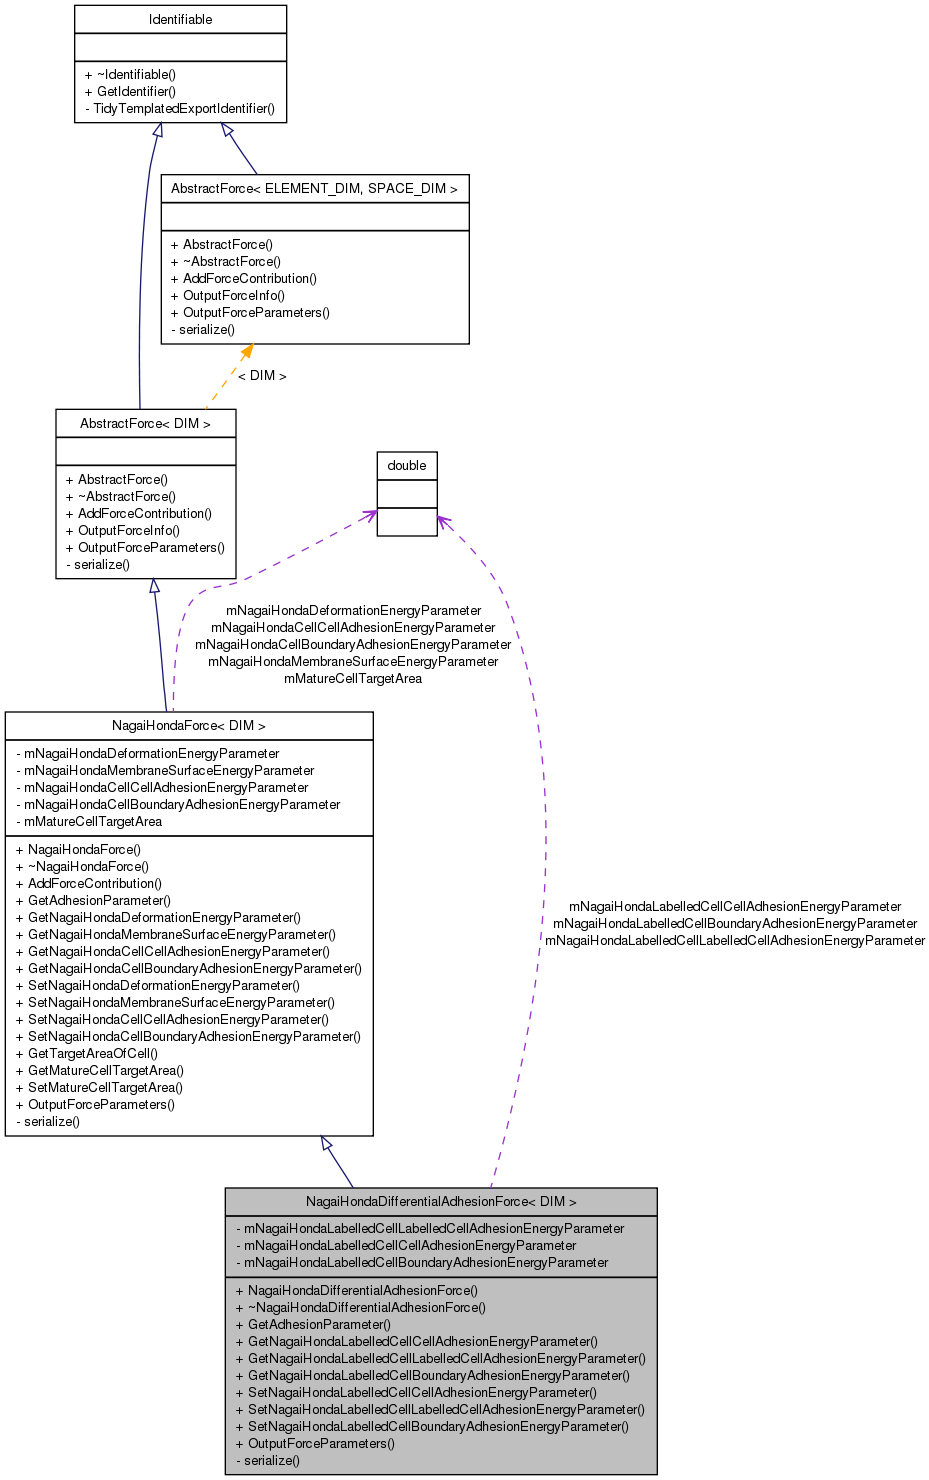 Identifiable
+ ~Identifiable()
+ GetIdentifier()
- TidyTemplatedExportIdentifier()
AbstractForce< ELEMENT_DIM, SPACE_DIM >
+ AbstractForce()
+ ~AbstractForce()
+ AddForceContribution()
+ OutputForceInfo()
+ OutputForceParameters()
- serialize()
< DIM >
AbstractForce< DIM >
+ AbstractForce()
+ ~AbstractForce()
+ AddForceContribution()
+ OutputForceInfo()
+ OutputForceParameters()
- serialize()
double
mNagaiHondaDeformationEnergyParameter
mNagaiHondaCellCellAdhesionEnergyParameter
mNagaiHondaCellBoundaryAdhesionEnergyParameter
mNagaiHondaMembraneSurfaceEnergyParameter
mMatureCellTargetArea
NagaiHondaForce< DIM >
- mNagaiHondaDeformationEnergyParameter
- mNagaiHondaMembraneSurfaceEnergyParameter
- mNagaiHondaCellCellAdhesionEnergyParameter
- mNagaiHondaCellBoundaryAdhesionEnergyParameter
- mMatureCellTargetArea
+ NagaiHondaForce()
+ ~NagaiHondaForce()
+ AddForceContribution()
+ GetAdhesionParameter()
+ GetNagaiHondaDeformationEnergyParameter()
+ GetNagaiHondaMembraneSurfaceEnergyParameter()
+ GetNagaiHondaCellCellAdhesionEnergyParameter()
+ GetNagaiHondaCellBoundaryAdhesionEnergyParameter()
+ SetNagaiHondaDeformationEnergyParameter()
+ SetNagaiHondaMembraneSurfaceEnergyParameter()
+ SetNagaiHondaCellCellAdhesionEnergyParameter()
+ SetNagaiHondaCellBoundaryAdhesionEnergyParameter()
+ GetTargetAreaOfCell()
+ GetMatureCellTargetArea()
+ SetMatureCellTargetArea()
+ OutputForceParameters()
- serialize()
mNagaiHondaLabelledCellCellAdhesionEnergyParameter
mNagaiHondaLabelledCellBoundaryAdhesionEnergyParameter
mNagaiHondaLabelledCellLabelledCellAdhesionEnergyParameter
NagaiHondaDifferentialAdhesionForce< DIM >
- mNagaiHondaLabelledCellLabelledCellAdhesionEnergyParameter
- mNagaiHondaLabelledCellCellAdhesionEnergyParameter
- mNagaiHondaLabelledCellBoundaryAdhesionEnergyParameter
+ NagaiHondaDifferentialAdhesionForce()
+ ~NagaiHondaDifferentialAdhesionForce()
+ GetAdhesionParameter()
+ GetNagaiHondaLabelledCellCellAdhesionEnergyParameter()
+ GetNagaiHondaLabelledCellLabelledCellAdhesionEnergyParameter()
+ GetNagaiHondaLabelledCellBoundaryAdhesionEnergyParameter()
+ SetNagaiHondaLabelledCellCellAdhesionEnergyParameter()
+ SetNagaiHondaLabelledCellLabelledCellAdhesionEnergyParameter()
+ SetNagaiHondaLabelledCellBoundaryAdhesionEnergyParameter()
+ OutputForceParameters()
- serialize()